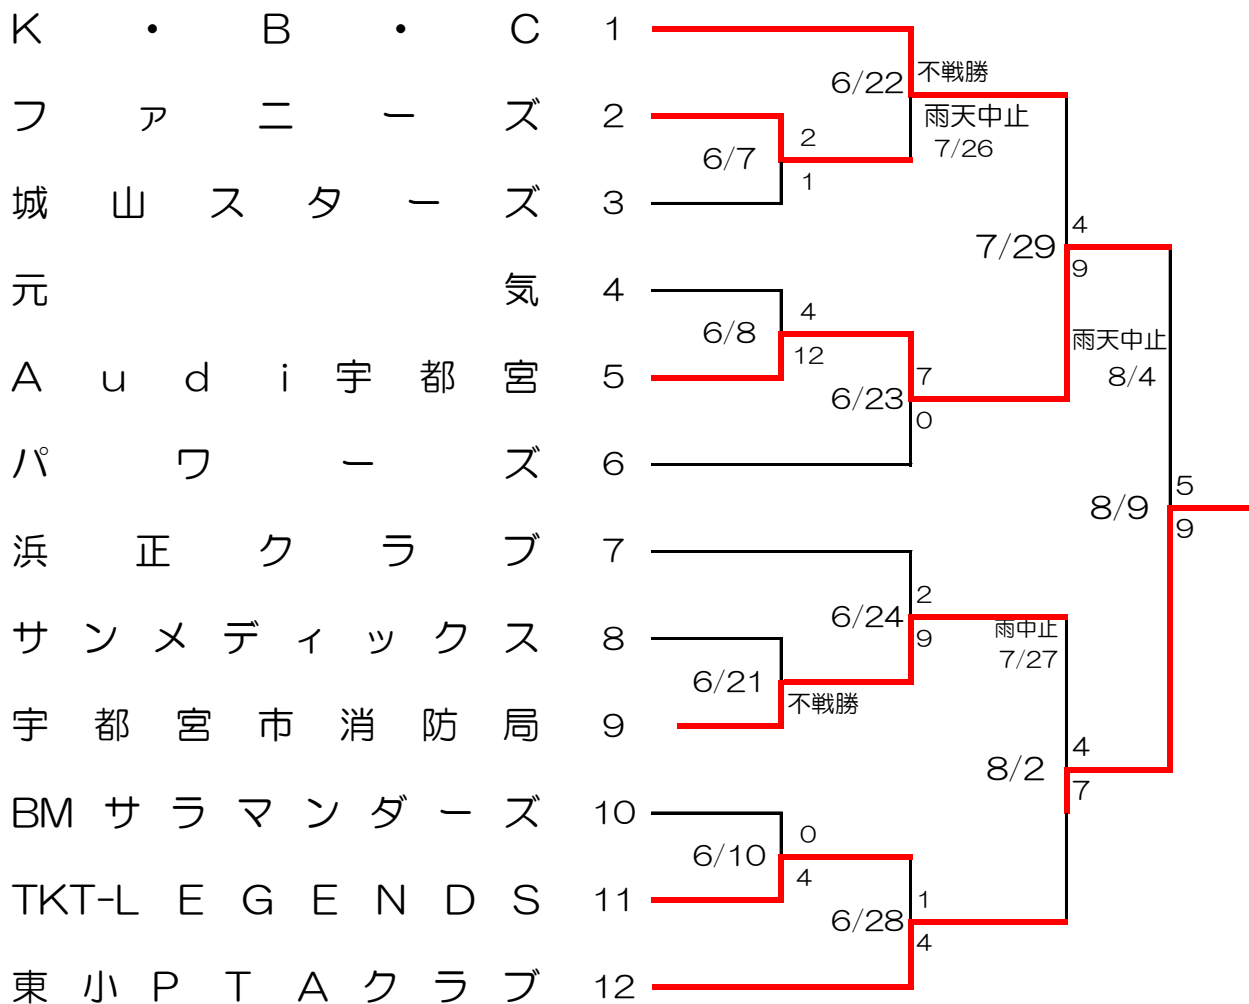 K・B・C 1
不戦勝
6/22
雨天中止
7/26
ファニーズ 2
2
6/7
1
城山スターズ 3
4
7/29
9
元気 4
4
6/8
12
雨天中止
8/4
Audi宇都宮 5
7
6/23
0
パワーズ 6
5
8/9
9
浜正クラブ 7
2
6/24
9
雨中止
7/27
サンメディックス 8
6/21
不戦勝
宇都宮市消防局 9
4
8/2
7
BMサラマンダーズ 10
0
6/10
4
TKT-LEGENDS 11
1
6/28
4
東小PTAクラブ 12